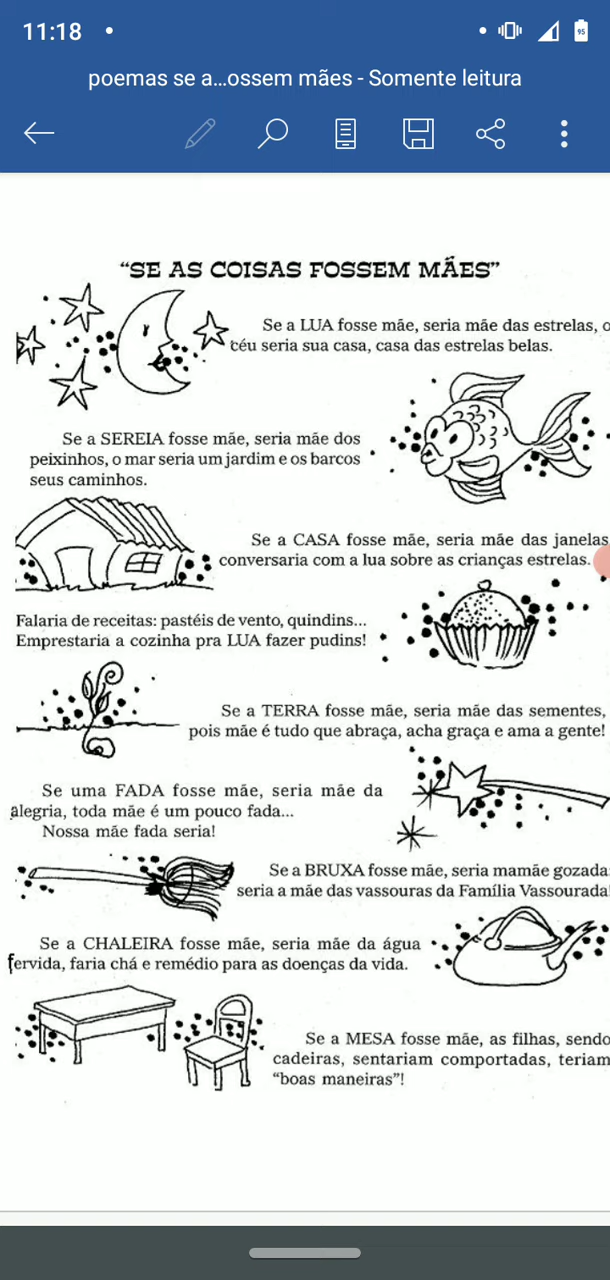 11:18
95
poemas se a...ossem mães - Somente leitura
“SE AS COISAS FOSSEM MÃES”
Se a LUA fosse mãe, seria mãe das estrelas, o
céu seria sua casa, casa das estrelas belas.
Se a SEREIA fosse mãe, seria mãe dos
peixinhos, o mar seria um jardim e os barcos
seus caminhos.
Se a CASA fosse mãe, seria mãe das janelas
conversaria com a lua sobre as crianças estrelas.
Falaria de receitas: pastéis de vento, quindins...
Emprestaria a cozinha pra LUA fazer pudins!
Se a TERRA fosse mãe, seria mãe das sementes,
pois mãe é tudo que abraça, acha graça e ama a gente!
Se uma FADA fosse mãe, seria mãe da
alegria, toda mãe é um pouco fada...
Nossa mãe fada seria!
Se a BRUXA fosse mãe, seria mamãe gozada
seria a mãe das vassouras da Família Vassourada
Se a CHALEIRA fosse mãe, seria mãe da água
fervida, faria chá e remédio para as doenças da vida.
Se a MESA fosse mãe, as filhas, sendo
cadeiras, sentariam comportadas, teriam
“boas maneiras”!